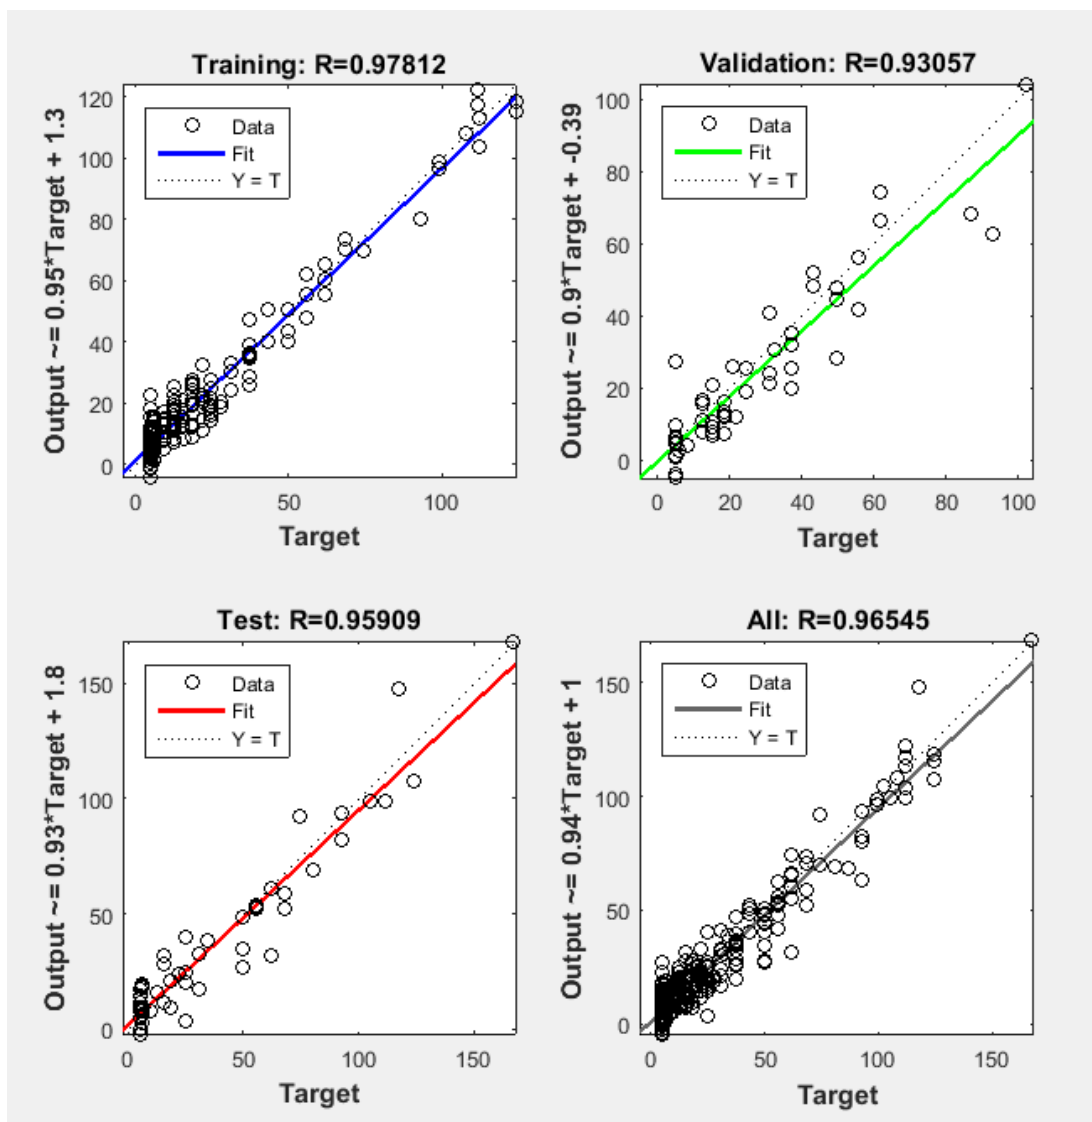 Training: R=0.97812
Output ~= 0.95*Target + 1.3
120
100
80
60
40
20
0
Data
Fit
Y = T
0
50
100
Target
Validation: R=0.93057
Output ~= 0.9*Target + -0.39
100
80
60
40
20
0
Data
Fit
Y = T
0
20
40
60
80
100
Target
Test: R=0.95909
Output ~= 0.93*Target + 1.8
150
100
50
0
Data
Fit
Y = T
0
50
100
150
Target
All: R=0.96545
Output ~= 0.94*Target + 1
150
100
50
0
Data
Fit
Y = T
0
50
100
150
Target